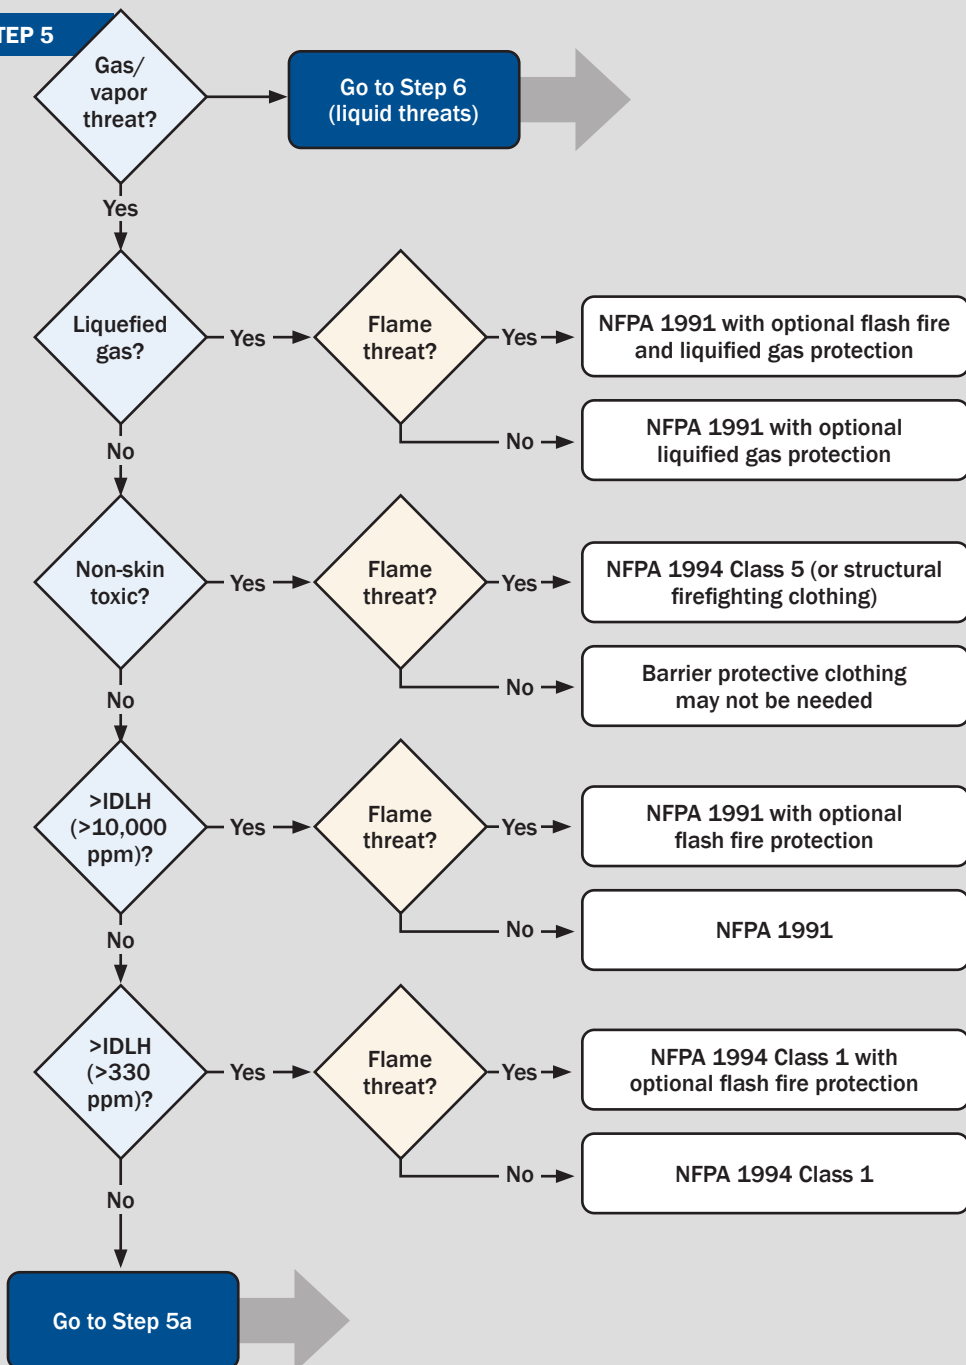 TEP 5
Gas/
vapor
threat?
Go to Step 6
(liquid threats)
Yes
Liquefied
gas?
Yes
Flame
threat?
Yes
NFPA 1991 with optional flash fire
and liquified gas protection
No
NFPA 1991 with optional
liquified gas protection
No
Non-skin
toxic?
Yes
Flame
threat?
Yes
NFPA 1994 Class 5 (or structural
firefighting clothing)
No
Barrier protective clothing
may not be needed
No
>IDLH
(>10,000
ppm)?
Yes
Flame
threat?
Yes
NFPA 1991 with optional
flash fire protection
No
NFPA 1991
No
>IDLH
(>330
ppm)?
Yes
Flame
threat?
Yes
NFPA 1994 Class 1 with
optional flash fire protection
No
NFPA 1994 Class 1
No
Go to Step 5a